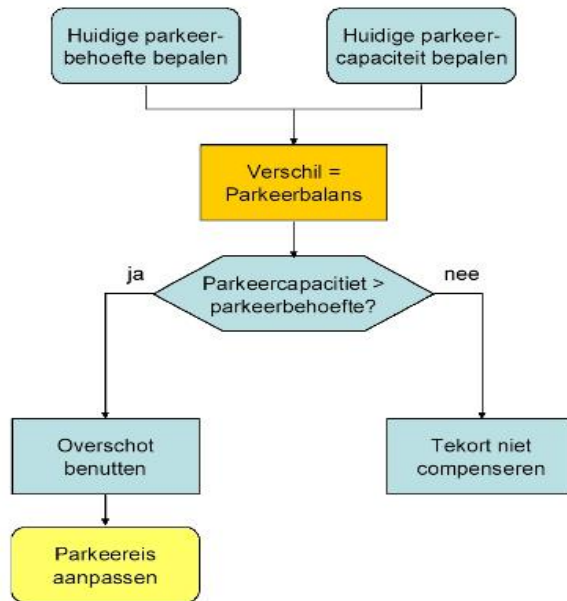 Huidige parkeer-
behoefte bepalen
Huidige parkeer-
capaciteit bepalen
Verschil =
Parkeerbalans
ja
Parkeercapacitiet >
parkeerbehoefte?
nee
Overschot
benutten
Tekort niet
compenseren
Parkeereis
aanpassen